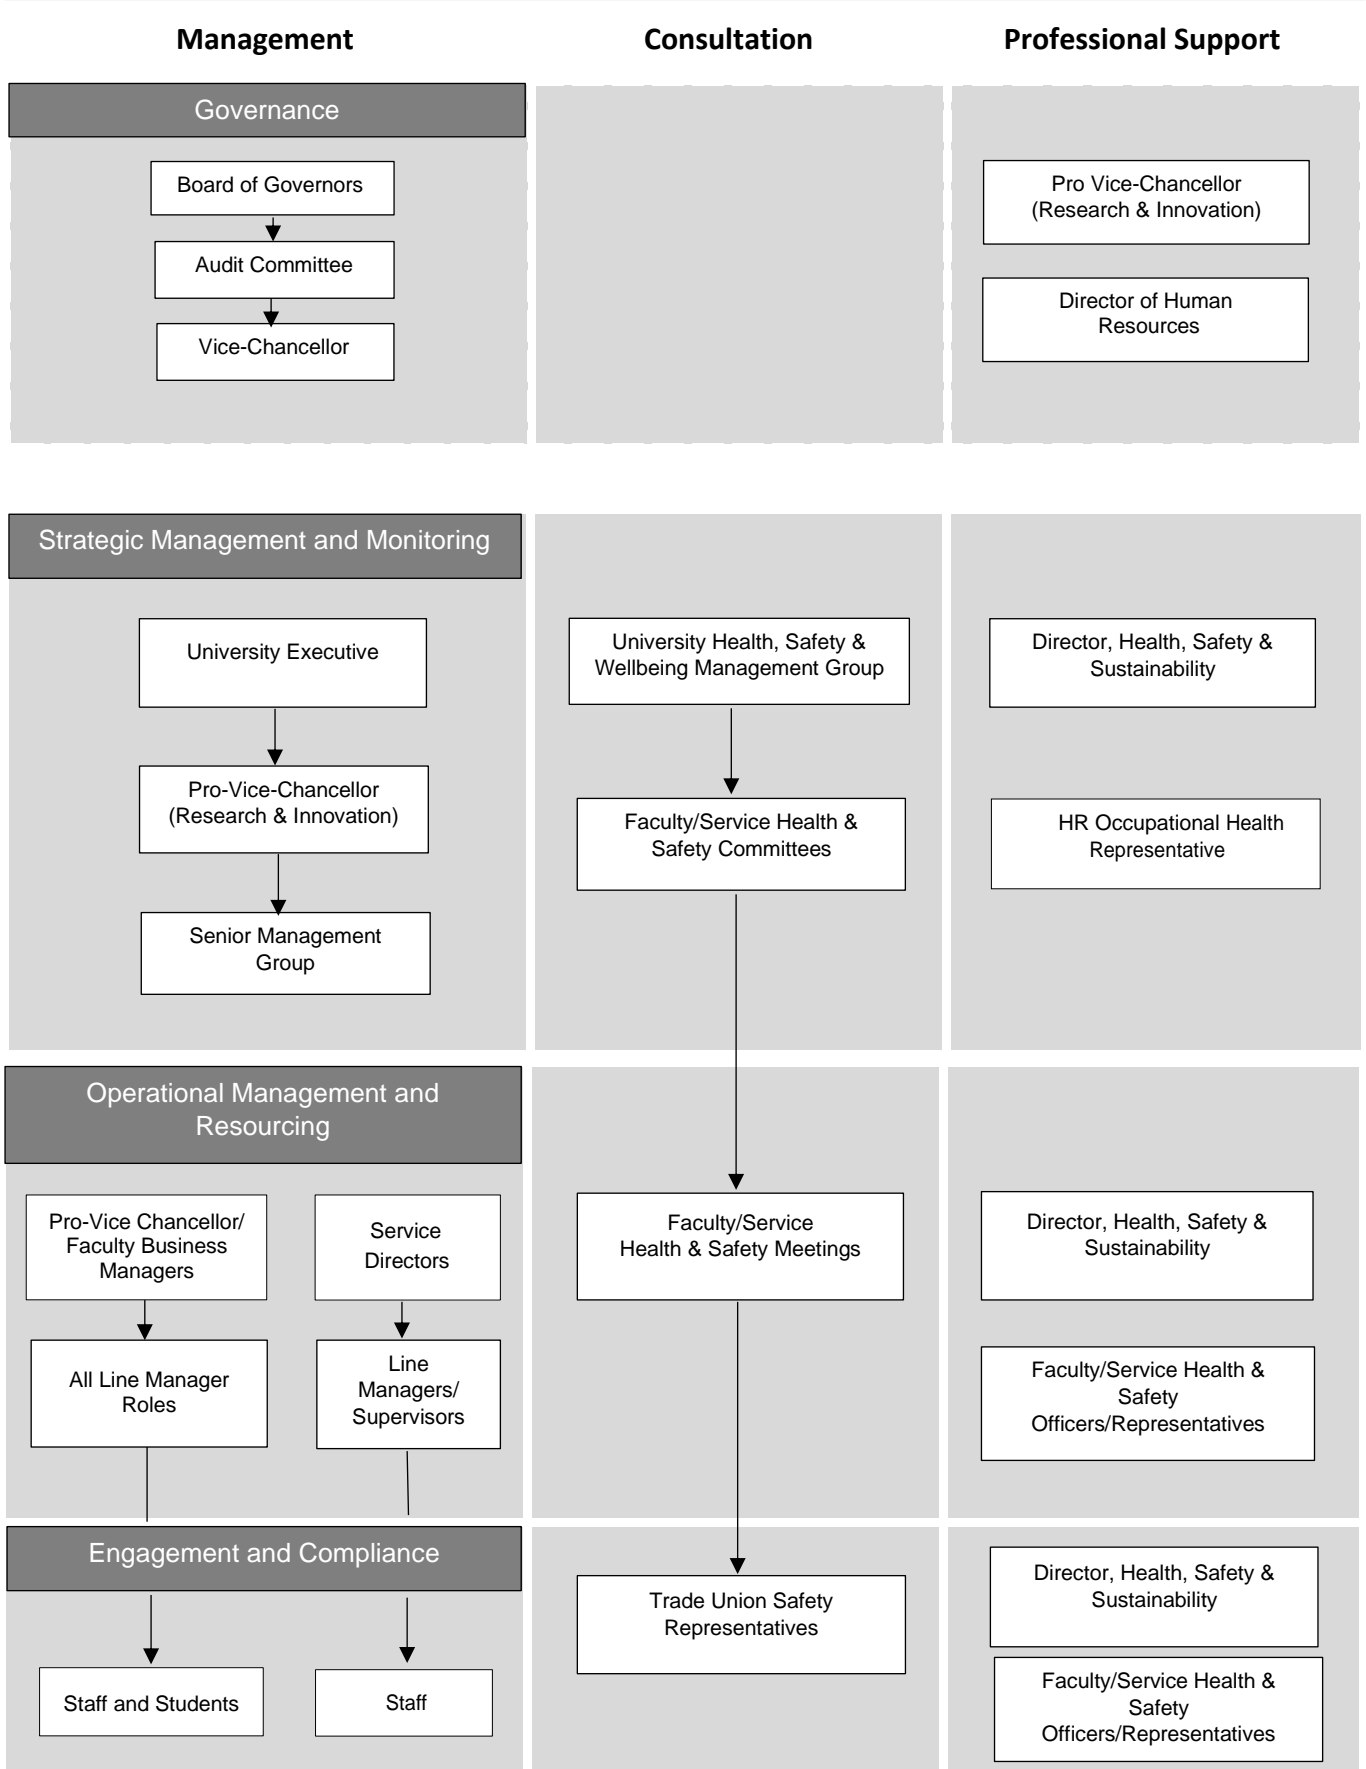 Management
Consultation
Professional Support
Governance
Board of Governors
Audit Committee
Vice-Chancellor
Pro Vice-Chancellor
(Research & Innovation)
Director of Human
Resources
Strategic Management and Monitoring
University Executive
Pro-Vice-Chancellor
(Research & Innovation)
Senior Management
Group
University Health, Safety &
Wellbeing Management Group
Faculty/Service Health &
Safety Committees
Director, Health, Safety &
Sustainability
HR Occupational Health
Representative
Operational Management and
Resourcing
Pro-Vice Chancellor/
Faculty Business
Managers
Service
Directors
All Line Manager
Roles
Line
Managers/
Supervisors
Faculty/Service
Health & Safety Meetings
Director, Health, Safety &
Sustainability
Faculty/Service Health &
Safety
Officers/Representatives
Engagement and Compliance
Staff and Students
Staff
Trade Union Safety
Representatives
Director, Health, Safety &
Sustainability
Faculty/Service Health &
Safety
Officers/Representatives